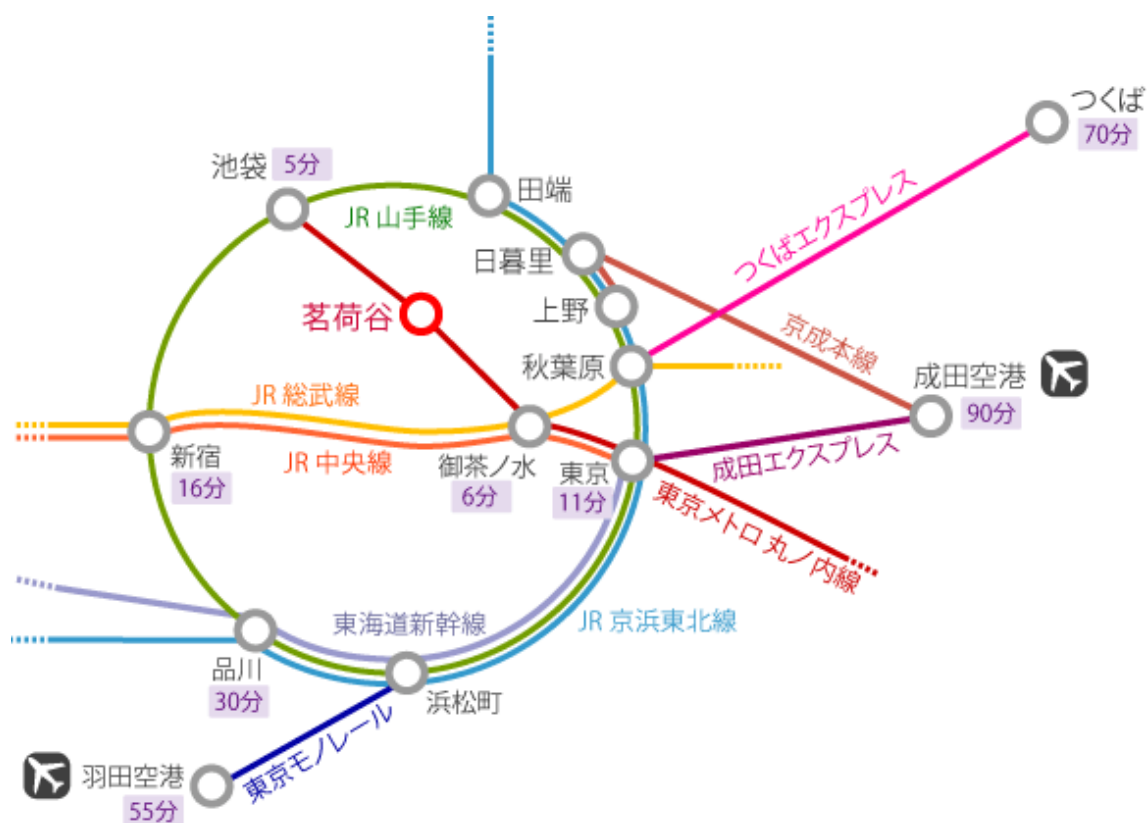 つくば
70分
池袋
5分
田端
JR 山手線
つくばエクスプレス
日暮里
上野
茗荷谷
京成本線
秋葉原
成田空港
90分
JR 総武線
新宿
16分
JR 中央線
御茶ノ水
6分
東京
11分
成田エクスプレス
東京メトロ 丸ノ内線
東海道新幹線
JR 京浜東北線
品川
30分
浜松町
東京モノレール
羽田空港
55分